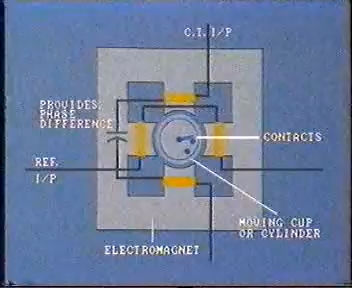 C.T. I/P
PROVIDES
PHASE
DIFFERENCE
CONTACTS
REF.
I/P
MOVING CUP
OR CYLINDER
ELECTROMAGNET